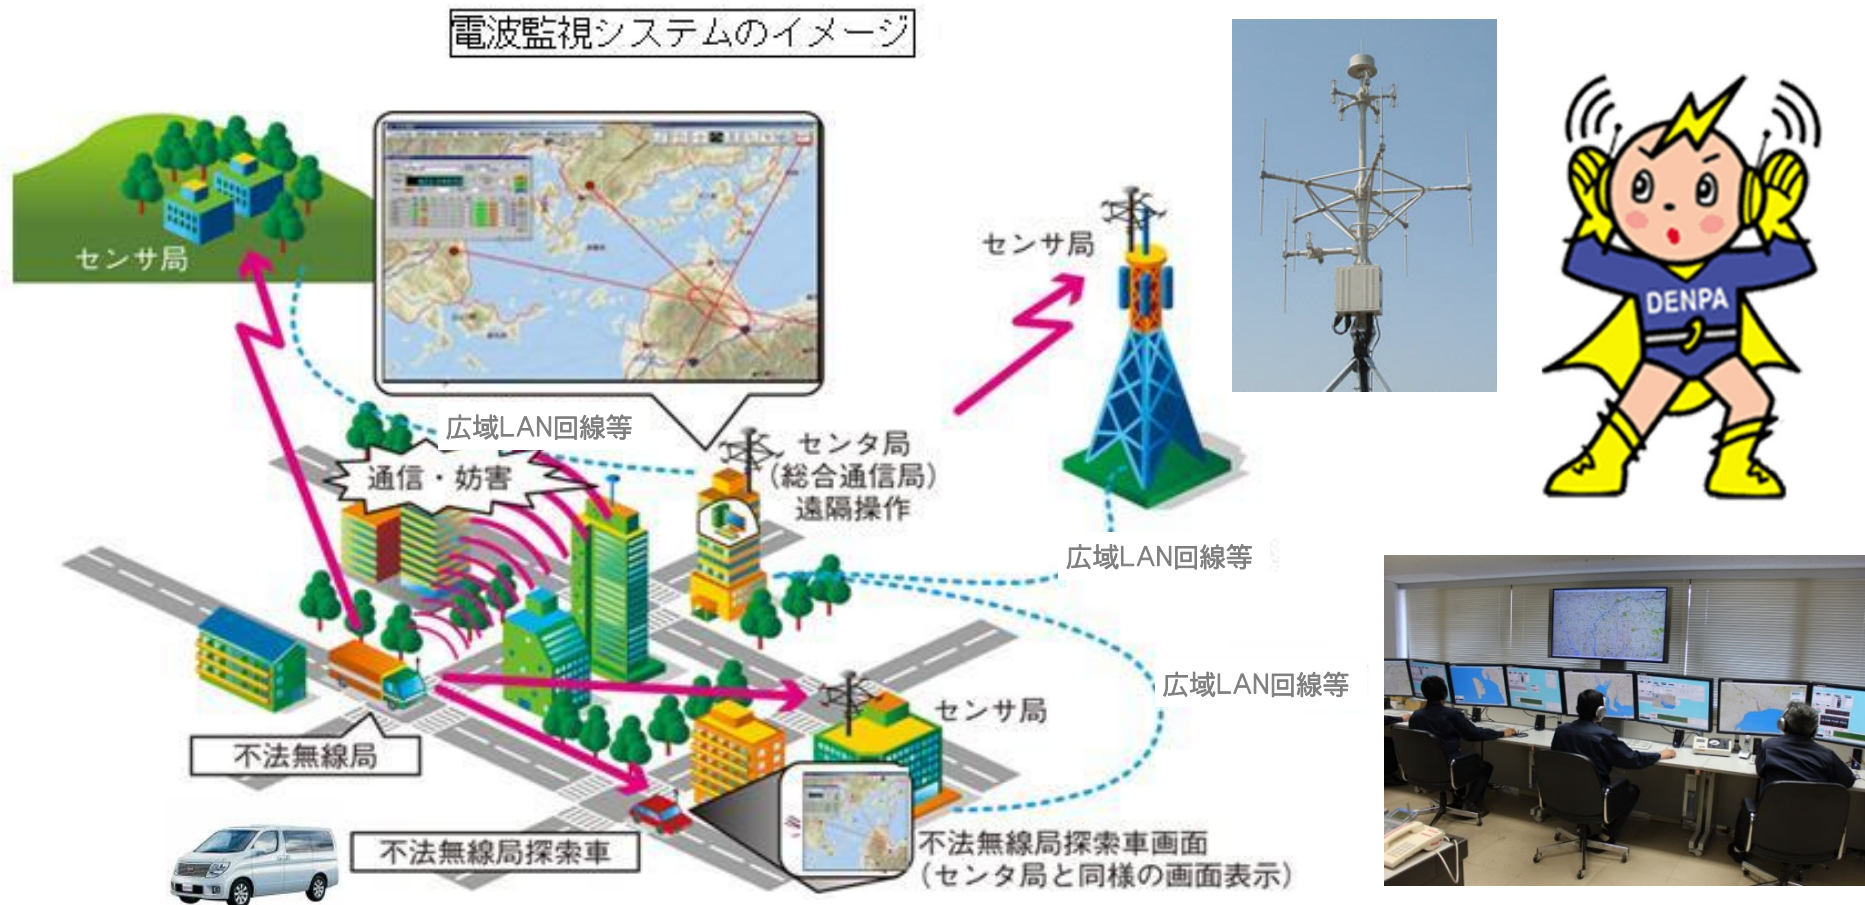 電波監視システムのイメージ
センサ局
センサ局
広域LAN回線等
通信・妨害
センタ局
(総合通信局)
遠隔操作
DENPA
広域LAN回線等
広域LAN回線等
センサ局
不法無線局
不法無線局探索車
不法無線局探索車画面
(センタ局と同様の画面表示)